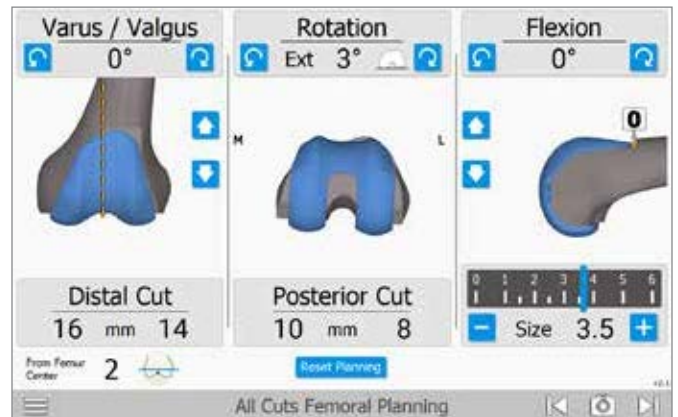 Varus / Valgus
0°
Rotation
Ext 3°
Flexion
0°
M
L
0
0 1 2 3 4 5 6
Distal Cut
16 mm 14
Posterior Cut
10 mm 8
Size 3.5
From Femur
Center
2
Reset Planning
v2.1
All Cuts Femoral Planning